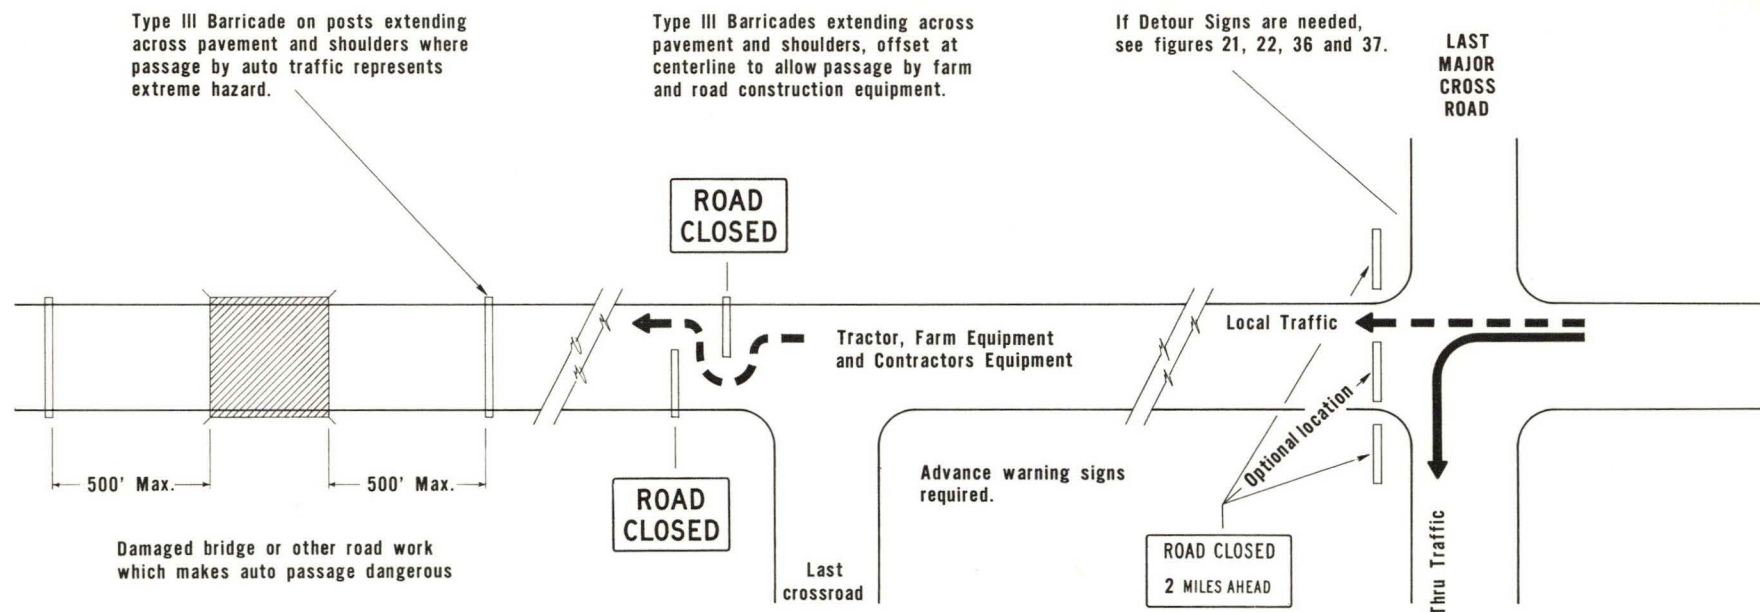 Type III Barricade on posts extending
across pavement and shoulders where
passage by auto traffic represents
extreme hazard.
Type III Barricades extending across
pavement and shoulders, offset at
centerline to allow passage by farm
and road construction equipment.
If Detour Signs are needed,
see figures 21, 22, 36 and 37.
LAST
MAJOR
CROSS
ROAD
ROAD
CLOSED
Local Traffic
Tractor, Farm Equipment
and Contractors Equipment
500' Max.
500' Max.
ROAD
CLOSED
Advance warning signs
required.
Optional location
Damaged bridge or other road work
which makes auto passage dangerous
Last
crossroad
ROAD CLOSED
2 MILES AHEAD
Thru Traffic